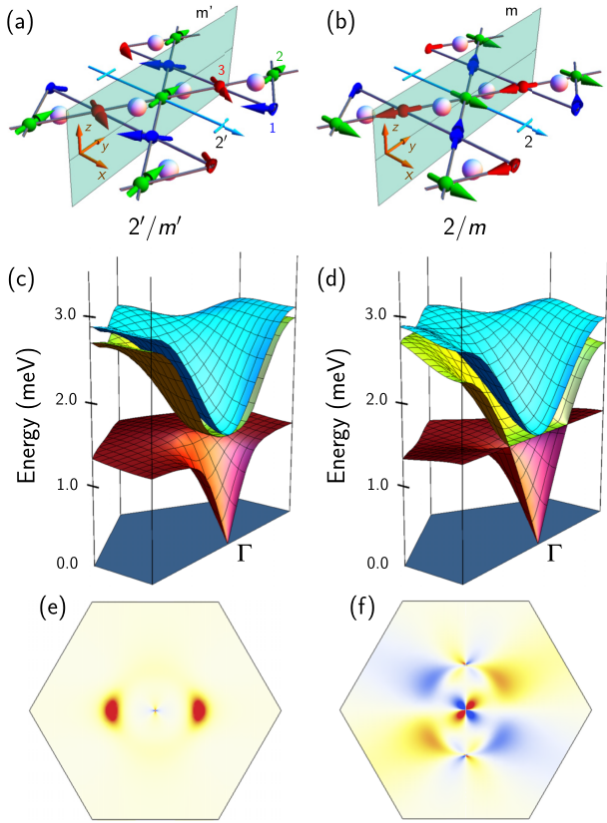 (a)
m'
2
3
1
z
y
x
2'
2'/m'
(b)
m
z
y
x
2
2/m
(c)
3.0
2.0
1.0
0.0
Energy (meV)
Γ
(d)
3.0
2.0
1.0
0.0
Energy (meV)
Γ
(e)
(f)